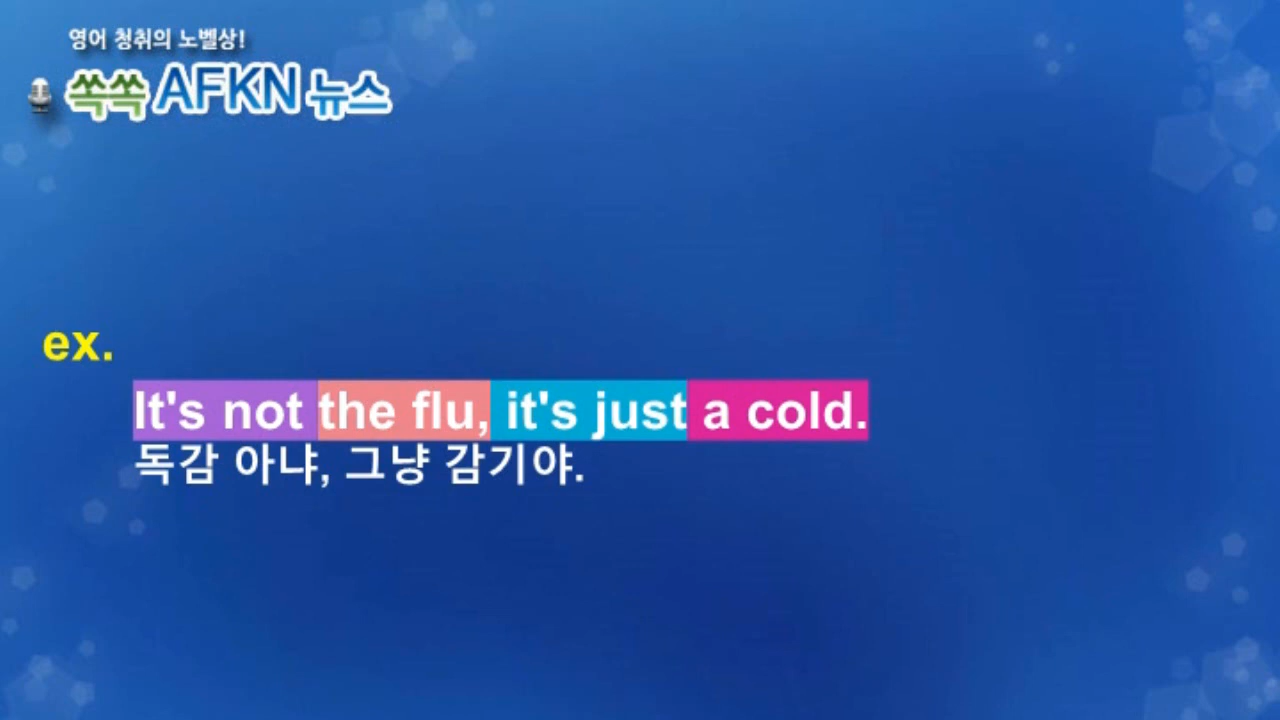 영어 청취의 노벨상!
쏙쏙 AFKN 뉴스
ex.
It's not the flu, it's just a cold.
독감 아냐, 그냥 감기야.